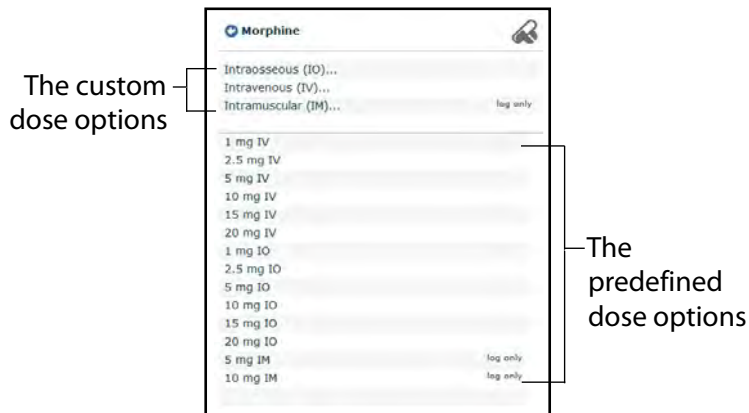 Morphine
The custom
dose options
Intraosseous (IO)...
Intravenous (IV)...
Intramuscular (IM)... log only
1 mg IV
2.5 mg IV
5 mg IV
10 mg IV
15 mg IV
20 mg IV
1 mg IO
2.5 mg IO
5 mg IO
10 mg IO
15 mg IO
20 mg IO
5 mg IM log only
10 mg IM log only
The
predefined
dose options